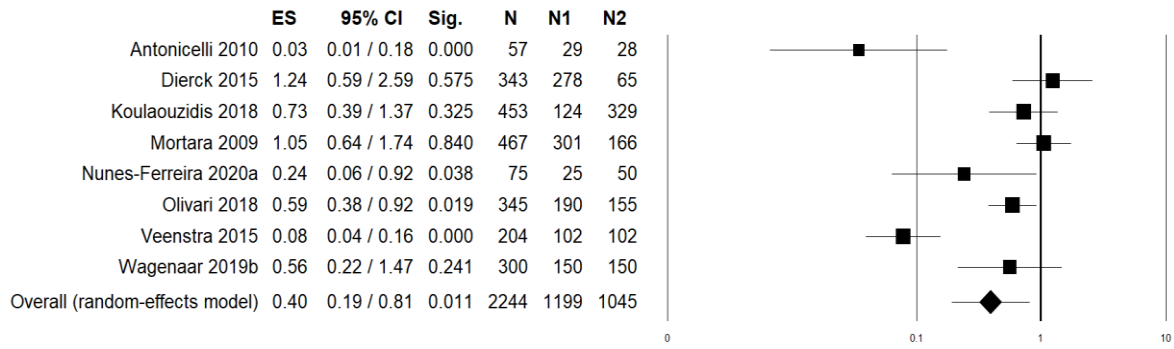 ES 95% CI Sig. N N1 N2
Antonicelli 2010 0.03 0.01 / 0.18 0.000 57 29 28
Dierck 2015 1.24 0.59 / 2.59 0.575 343 278 65
Koulaouzidis 2018 0.73 0.39 / 1.37 0.325 453 124 329
Mortara 2009 1.05 0.64 / 1.74 0.840 467 301 166
Nunes-Ferreira 2020a 0.24 0.06 / 0.92 0.038 75 25 50
Olivari 2018 0.59 0.38 / 0.92 0.019 345 190 155
Veenstra 2015 0.08 0.04 / 0.16 0.000 204 102 102
Wagenaar 2019b 0.56 0.22 / 1.47 0.241 300 150 150
Overall (random-effects model) 0.40 0.19 / 0.81 0.011 2244 1199 1045
0 0.1 1 10